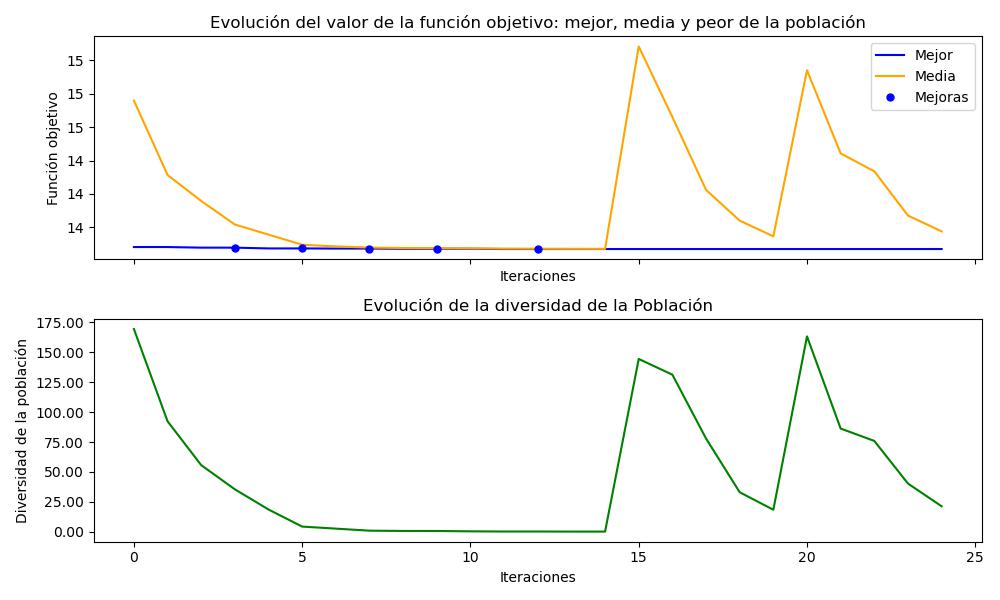 Evolución del valor de la función objetivo: mejor, media y peor de la población
15
15
15
14
14
14
Función objetivo
Mejor
Media
Mejoras
Iteraciones
Evolución de la diversidad de la Población
175.00
150.00
125.00
100.00
75.00
50.00
25.00
0.00
Diversidad de la población
0
5
10
15
20
25
Iteraciones